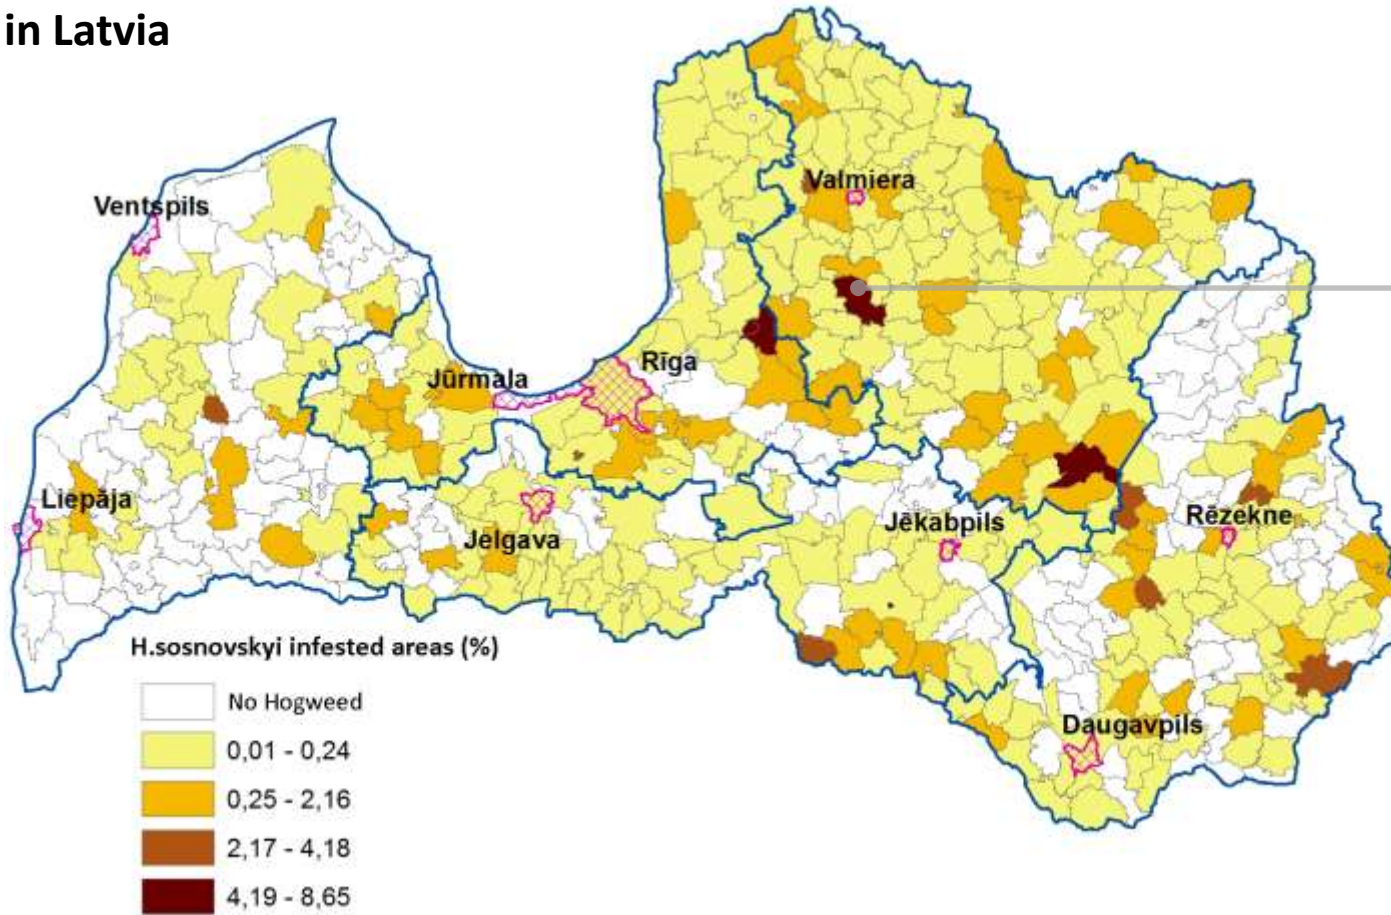 in Latvia
Ventspils
Valmiera
Rīga
Jūrmala
Liepāja
Jelgava
Jēkabpils
Rēzekne
Daugavpils
H.sosnovskyi infested areas (%)
No Hogweed
0,01 - 0,24
0,25 - 2,16
2,17 - 4,18
4,19 - 8,65